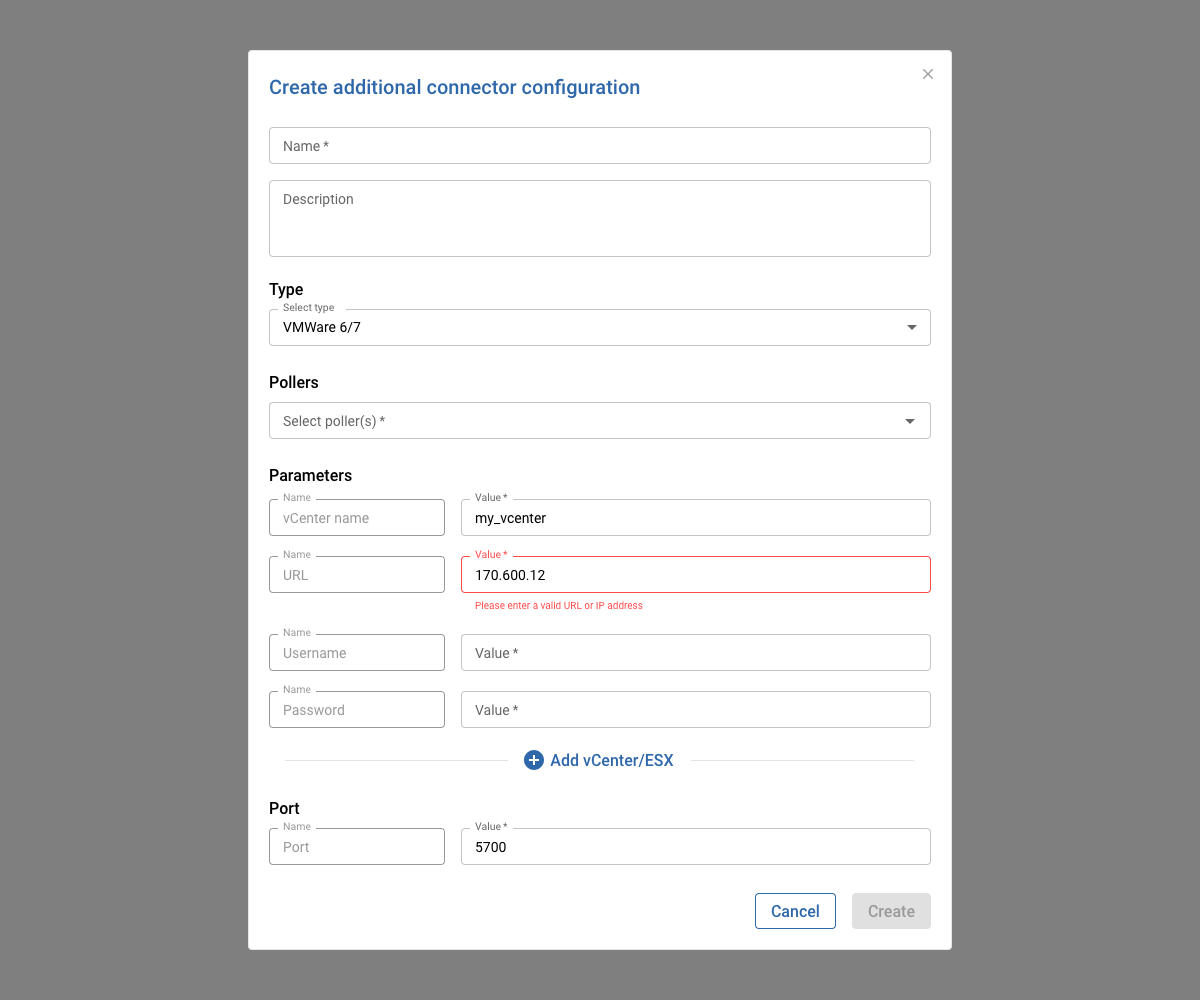 Create additional connector configuration
Name *
Description
Type
Select type
VMWare 6/7
Pollers
Select poller(s) *
Parameters
Name
vCenter name
Value *
my_vcenter
Name
URL
Value *
170.600.12
Please enter a valid URL or IP address
Name
Username
Value *
Name
Password
Value *
Add vCenter/ESX
Port
Name
Port
Value *
5700
Cancel
Create